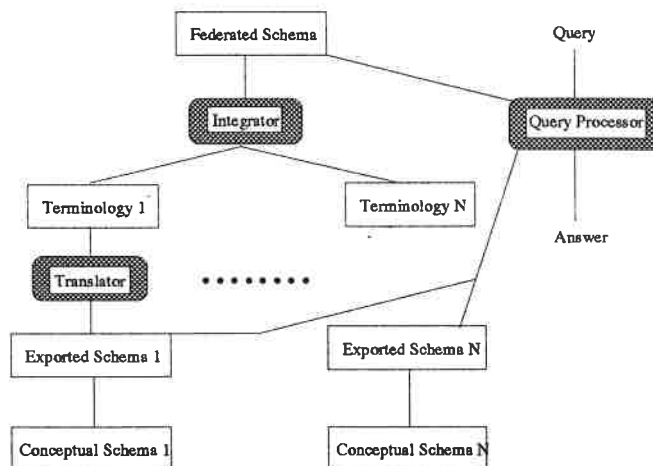 Federated Schema
Query
Integrator
Query Processor
Terminology 1
Terminology N
Answer
Translator
Exported Schema 1
Exported Schema N
Conceptual Schema 1
Conceptual Schema N